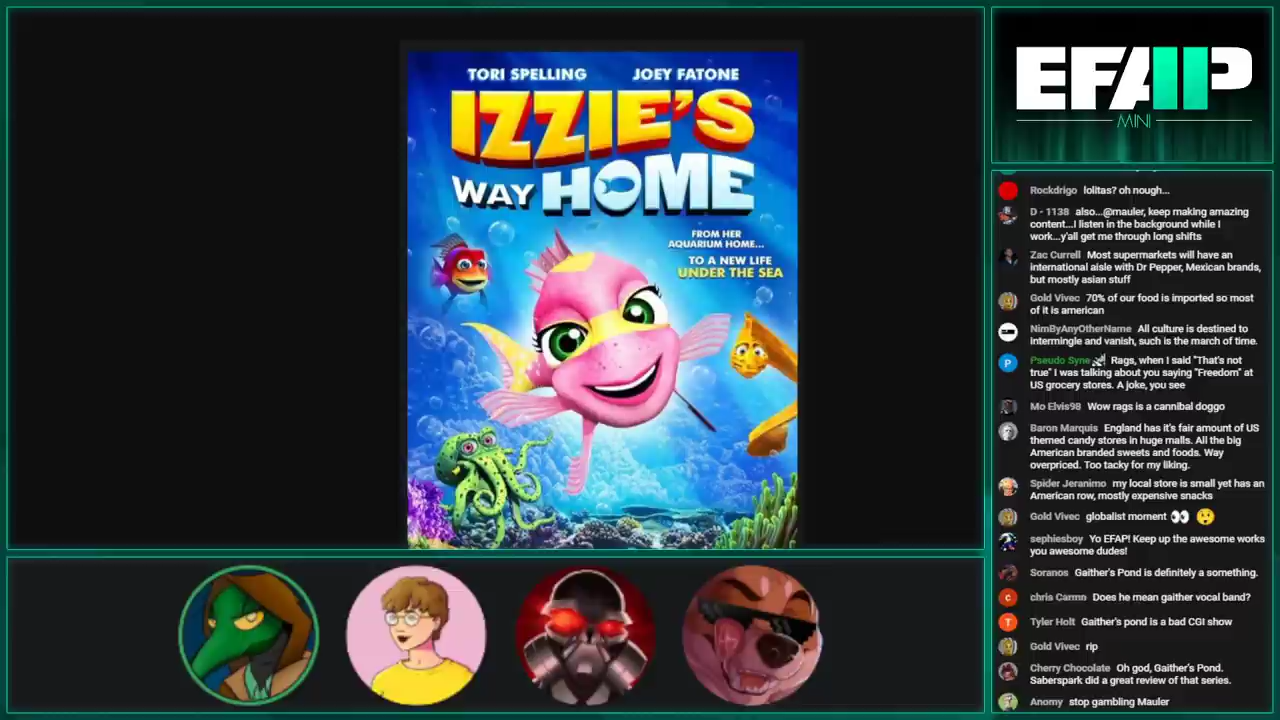 TORI SPELLING JOEY FATONE
IZZIE'S
WAY HOME
FROM HER
AQUARIUM HOME...
TO A NEW LIFE
UNDER THE SEA
EFAP
MINI
Rockdrigo lolitas? oh nough...
D - 1138 also...@mauler, keep making amazing
content...I listen in the background while I
work...y'all get me through long shifts
Zac Currell Most supermarkets will have an
international aisle with Dr Pepper, Mexican brands,
but mostly asian stuff
Gold Vivec 70% of our food is imported so most
of it is american
NimByAnyOtherName All culture is destined to
intermingle and vanish, such is the march of time.
P
Pseudo Syne Rags, when I said "That's not
true" I was talking about you saying "Freedom" at
US grocery stores. A joke, you see
Mo Elvis98 Wow rags is a cannibal doggo
Baron Marquis England has it's fair amount of US
themed candy stores in huge malls. All the big
American branded sweets and foods. Way
overpriced. Too tacky for my liking.
Spider Jeranimo my local store is small yet has an
American row, mostly expensive snacks
Gold Vivec globalist moment 👀 😲
sephiesboy Yo EFAP! Keep up the awesome works
you awesome dudes!
Soranos Gaither's Pond is definitely a something.
c chris Carmn Does he mean gaither vocal band?
T Tyler Holt Gaither's pond is a bad CGI show
Gold Vivec rip
Cherry Chocolate Oh god, Gaither's Pond.
Saberspark did a great review of that series.
Anomy stop gambling Mauler